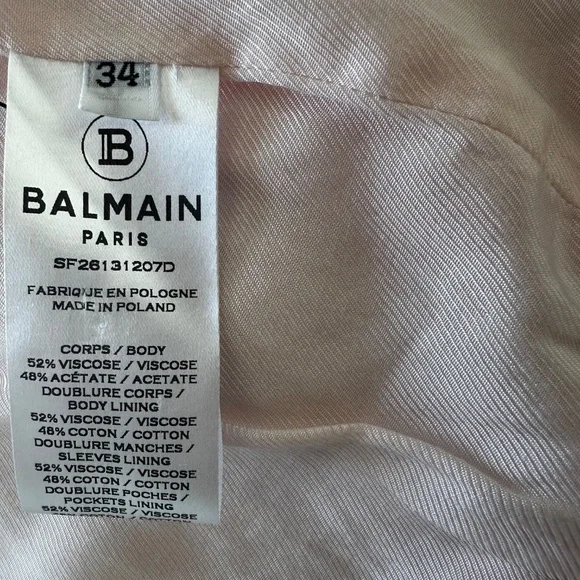 34
B
BALMAIN
PARIS
SF26131207D
FABRIQUE EN POLOGNE
MADE IN POLAND
CORPS / BODY
52% VISCOSE / VISCOSE
48% ACÉTATE / ACETATE
DOUBLURE CORPS /
BODY LINING
52% VISCOSE / VISCOSE
48% COTON / COTTON
DOUBLURE MANCHES /
SLEEVES LINING
52% VISCOSE / VISCOSE
48% COTON / COTTON
DOUBLURE POCHES /
POCKETS LINING
52% VISCOSE / VISCOSE
COTON / COTTON